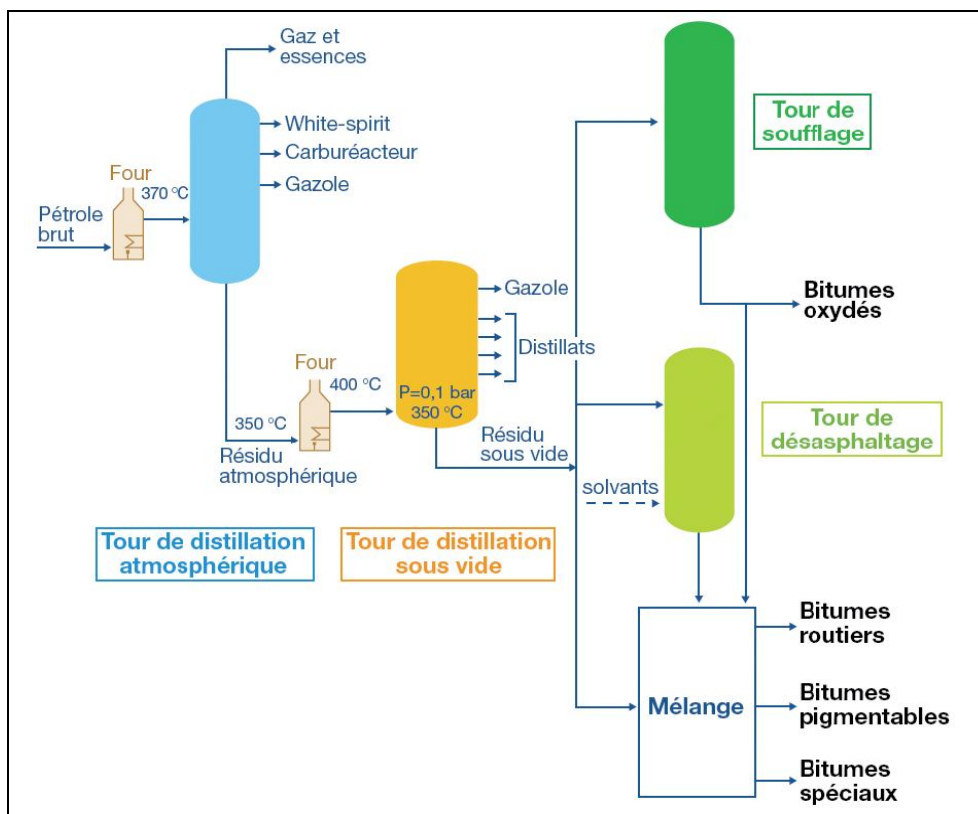 Gaz et
essences
White-spirit
Carburéacteur
Gazole
Four
370 °C
Pétrole
brut
Tour de
soufflage
Bitumes
oxydés
Gazole
Distillats
Four
400 °C
P=0,1 bar
350 °C
350 °C
Résidu
atmosphérique
Résidu
sous vide
Tour de
désasphaltage
solvants
Tour de distillation
atmosphérique
Tour de distillation
sous vide
Mélange
Bitumes
routiers
Bitumes
pigmentables
Bitumes
spéciaux